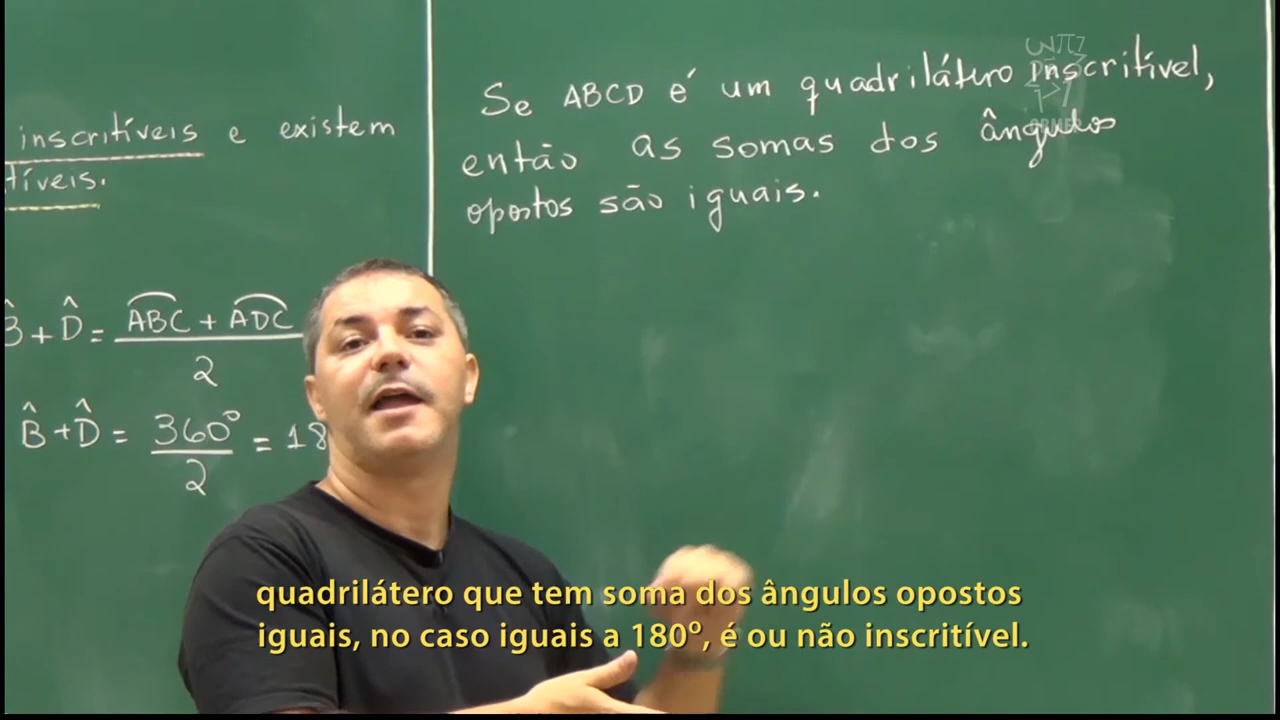 inscritíveis e existem
tíveis.
B̂ + D̂ = ABC + ADC
2
B̂ + D̂ = 360° = 18
2
Se ABCD é um quadrilátero inscritível,
então as somas dos ângulos
opostos são iguais.
quadrilátero que tem soma dos ângulos opostos
iguais, no caso iguais a 180º, é ou não inscritível.